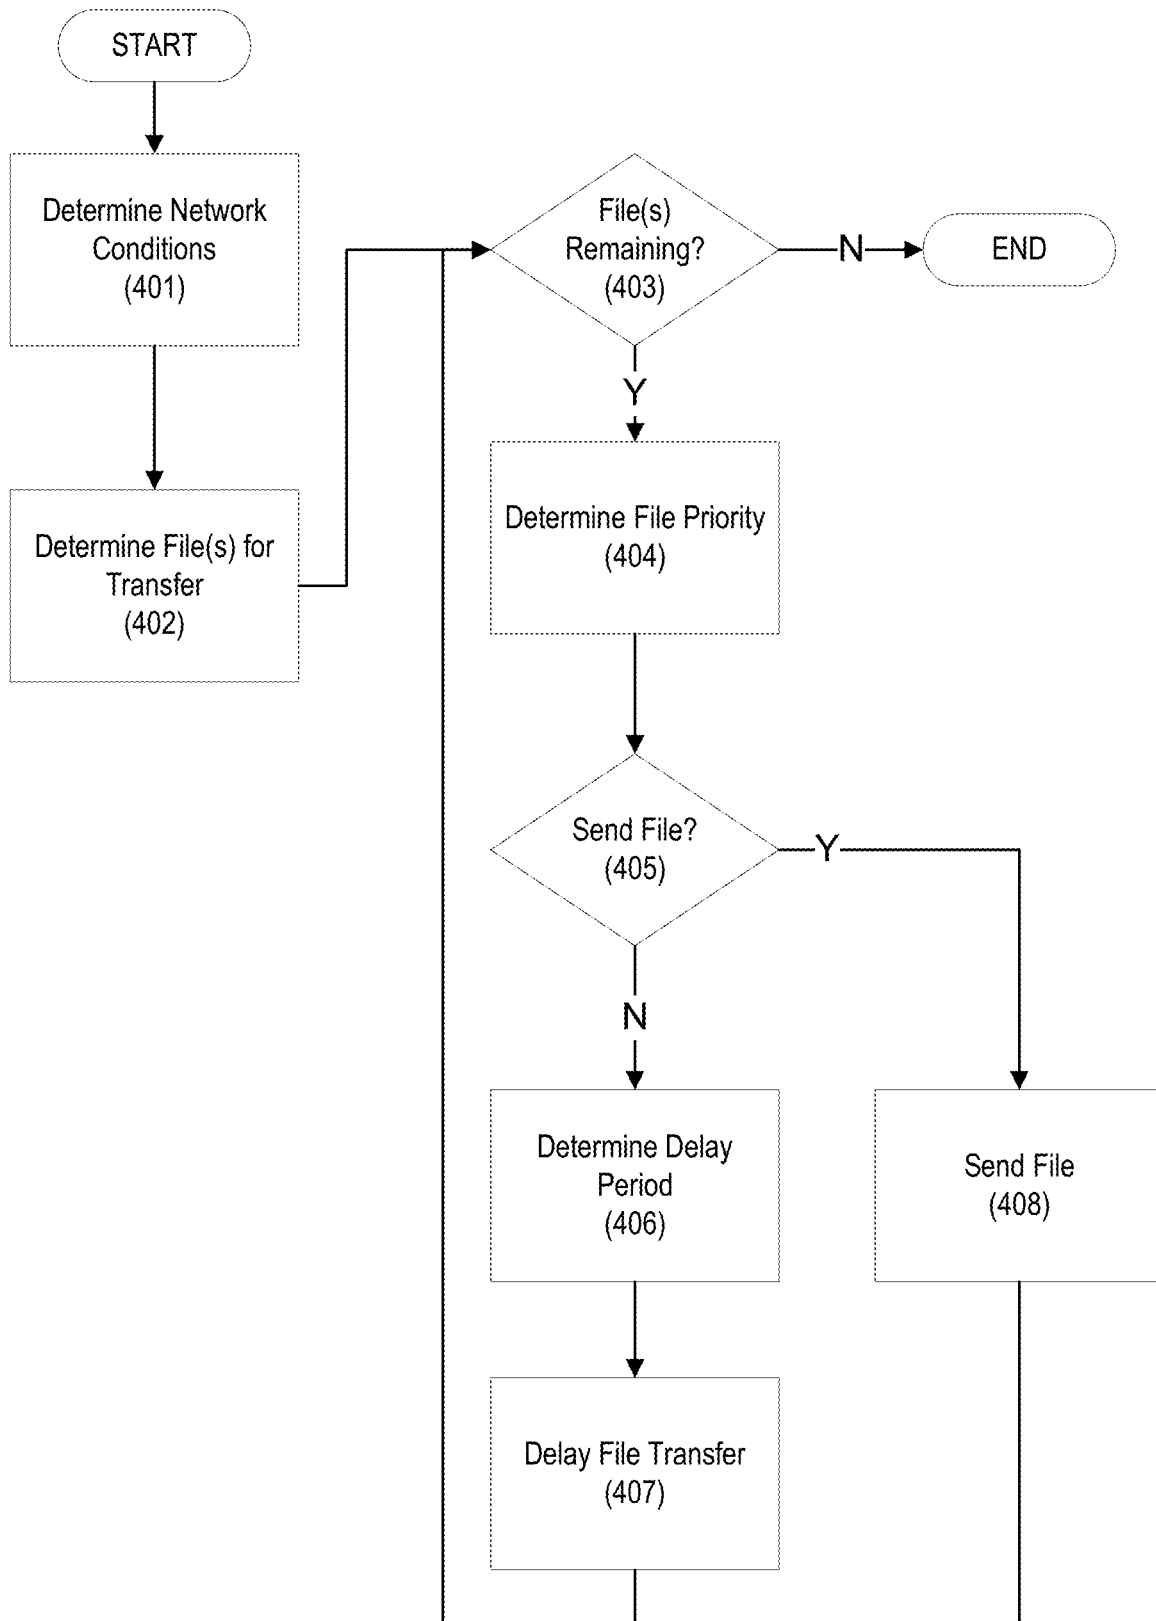 START
Determine Network
Conditions
(401)
Determine File(s) for
Transfer
(402)
File(s)
Remaining?
(403)
N
END
Y
Determine File Priority
(404)
Send File?
(405)
Y
N
Determine Delay
Period
(406)
Send File
(408)
Delay File Transfer
(407)